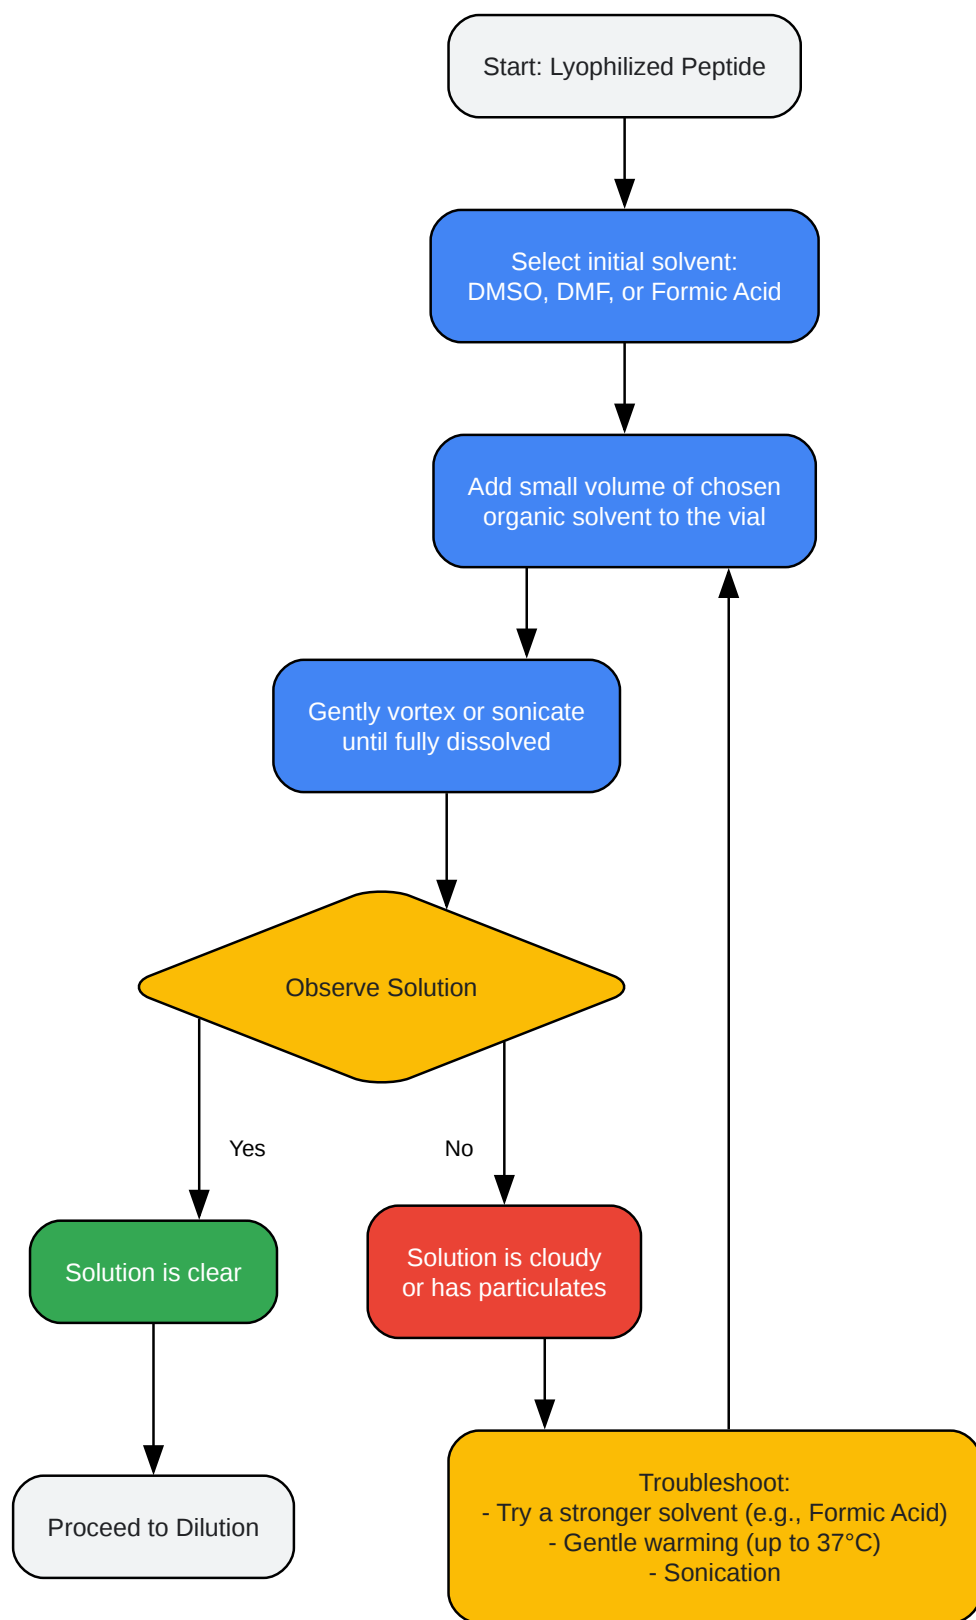 Start: Lyophilized Peptide
Select initial solvent:
DMSO, DMF, or Formic Acid
Add small volume of chosen
organic solvent to the vial
Gently vortex or sonicate
until fully dissolved
Observe Solution
Yes
No
Solution is clear
Solution is cloudy
or has particulates
Proceed to Dilution
Troubleshoot:
- Try a stronger solvent (e.g., Formic Acid)
- Gentle warming (up to 37°C)
- Sonication